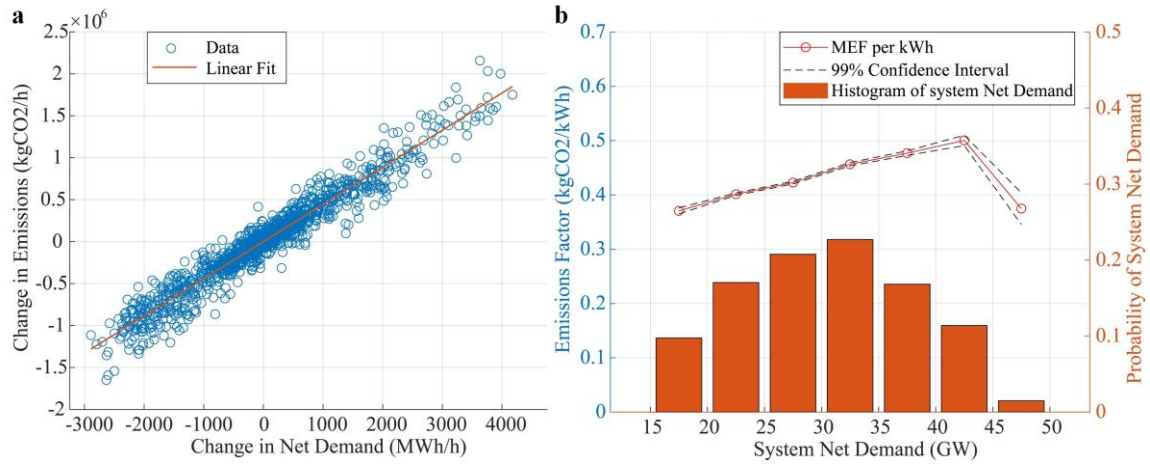 a
×10⁶
2.5
2
1.5
1
0.5
0
-0.5
-1
-1.5
-2
Change in Emissions (kgCO2/h)
Data
Linear Fit
-3000 -2000 -1000 0 1000 2000 3000 4000
Change in Net Demand (MWh/h)
b
0.7
0.6
0.5
0.4
0.3
0.2
0.1
0
Emissions Factor (kgCO2/kWh)
MEF per kWh
99% Confidence Interval
Histogram of system Net Demand
0.5
0.4
0.3
0.2
0.1
0
Probability of System Net Demand
15 20 25 30 35 40 45 50
System Net Demand (GW)